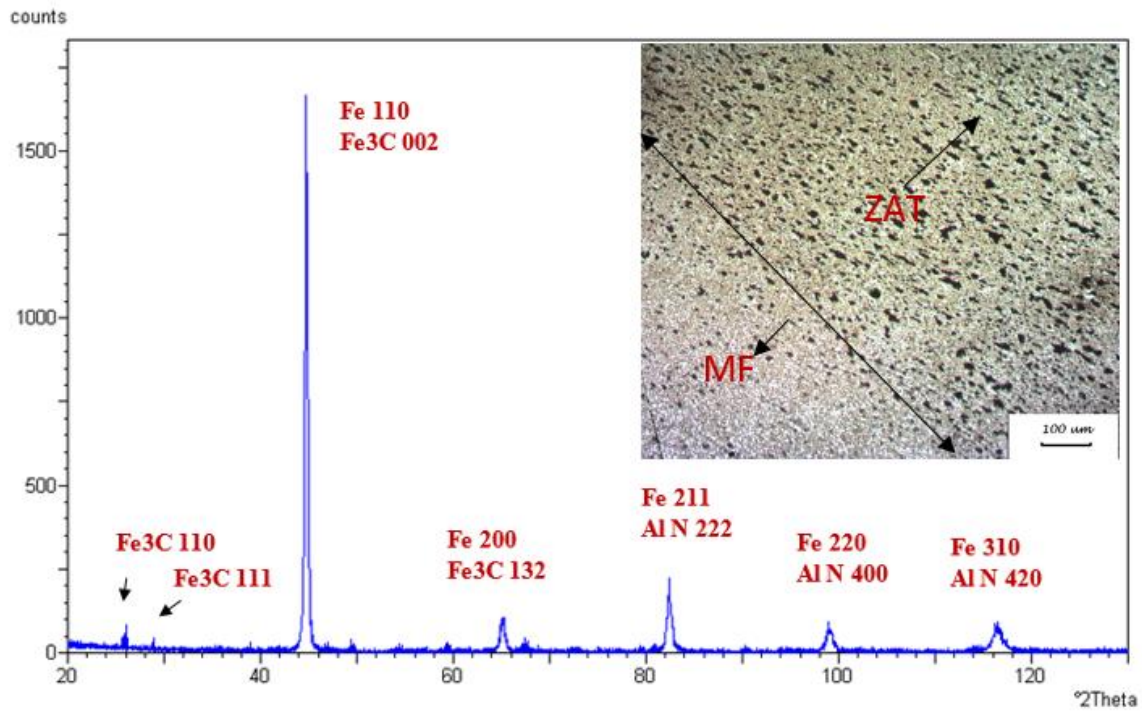 counts
1500
1000
500
0
20
40
60
80
100
120
°2Theta
Fe 110
Fe3C 002
Fe3C 110
Fe3C 111
Fe 200
Fe3C 132
Fe 211
Al N 222
Fe 220
Al N 400
Fe 310
Al N 420
ZAT
MF
100 um